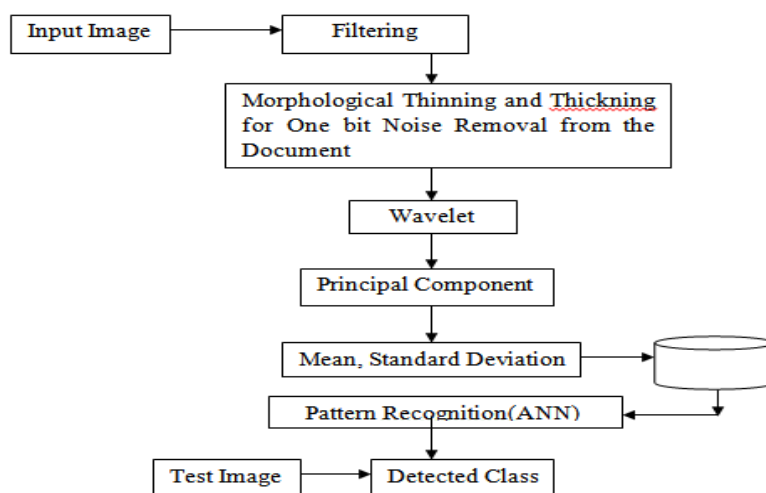 Input Image
Filtering
Morphological Thinning and Thickning
for One bit Noise Removal from the
Document
Wavelet
Principal Component
Mean, Standard Deviation
Pattern Recognition(ANN)
Test Image
Detected Class